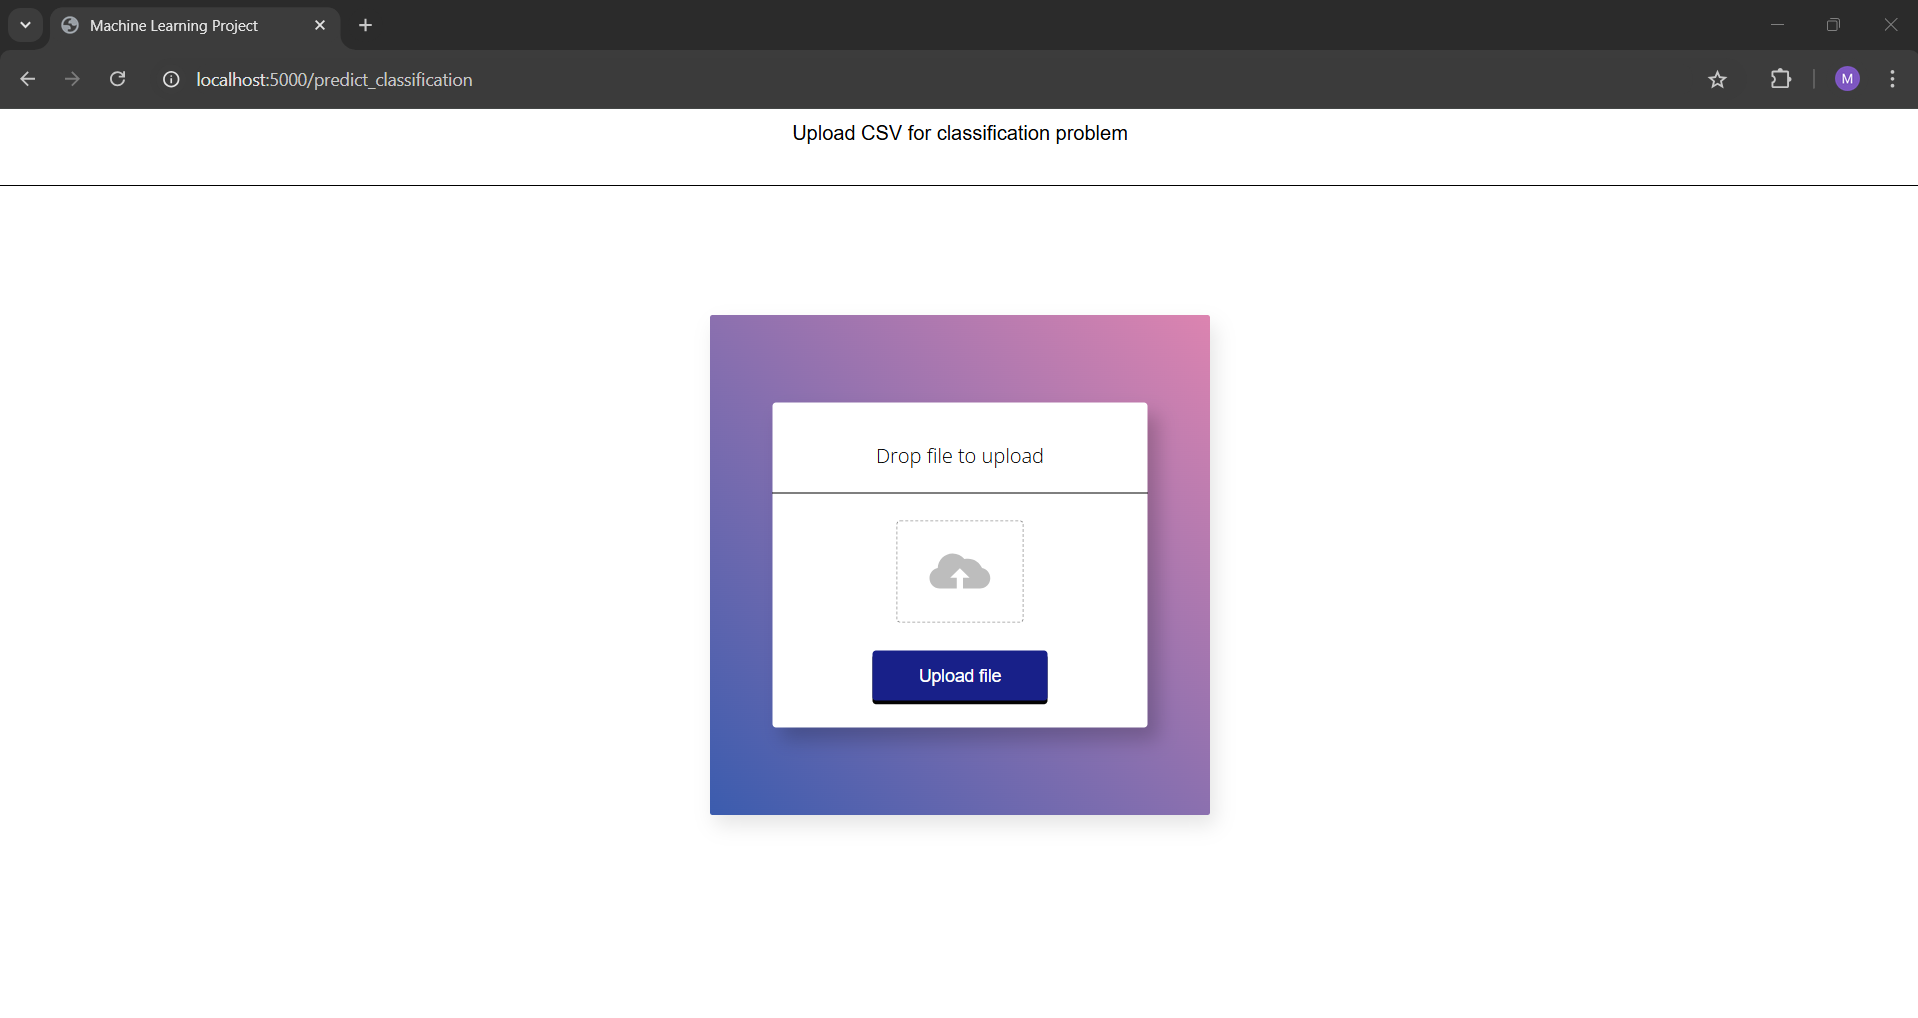 Machine Learning Project
localhost:5000/predict_classification
M
Upload CSV for classification problem
Drop file to upload
Upload file